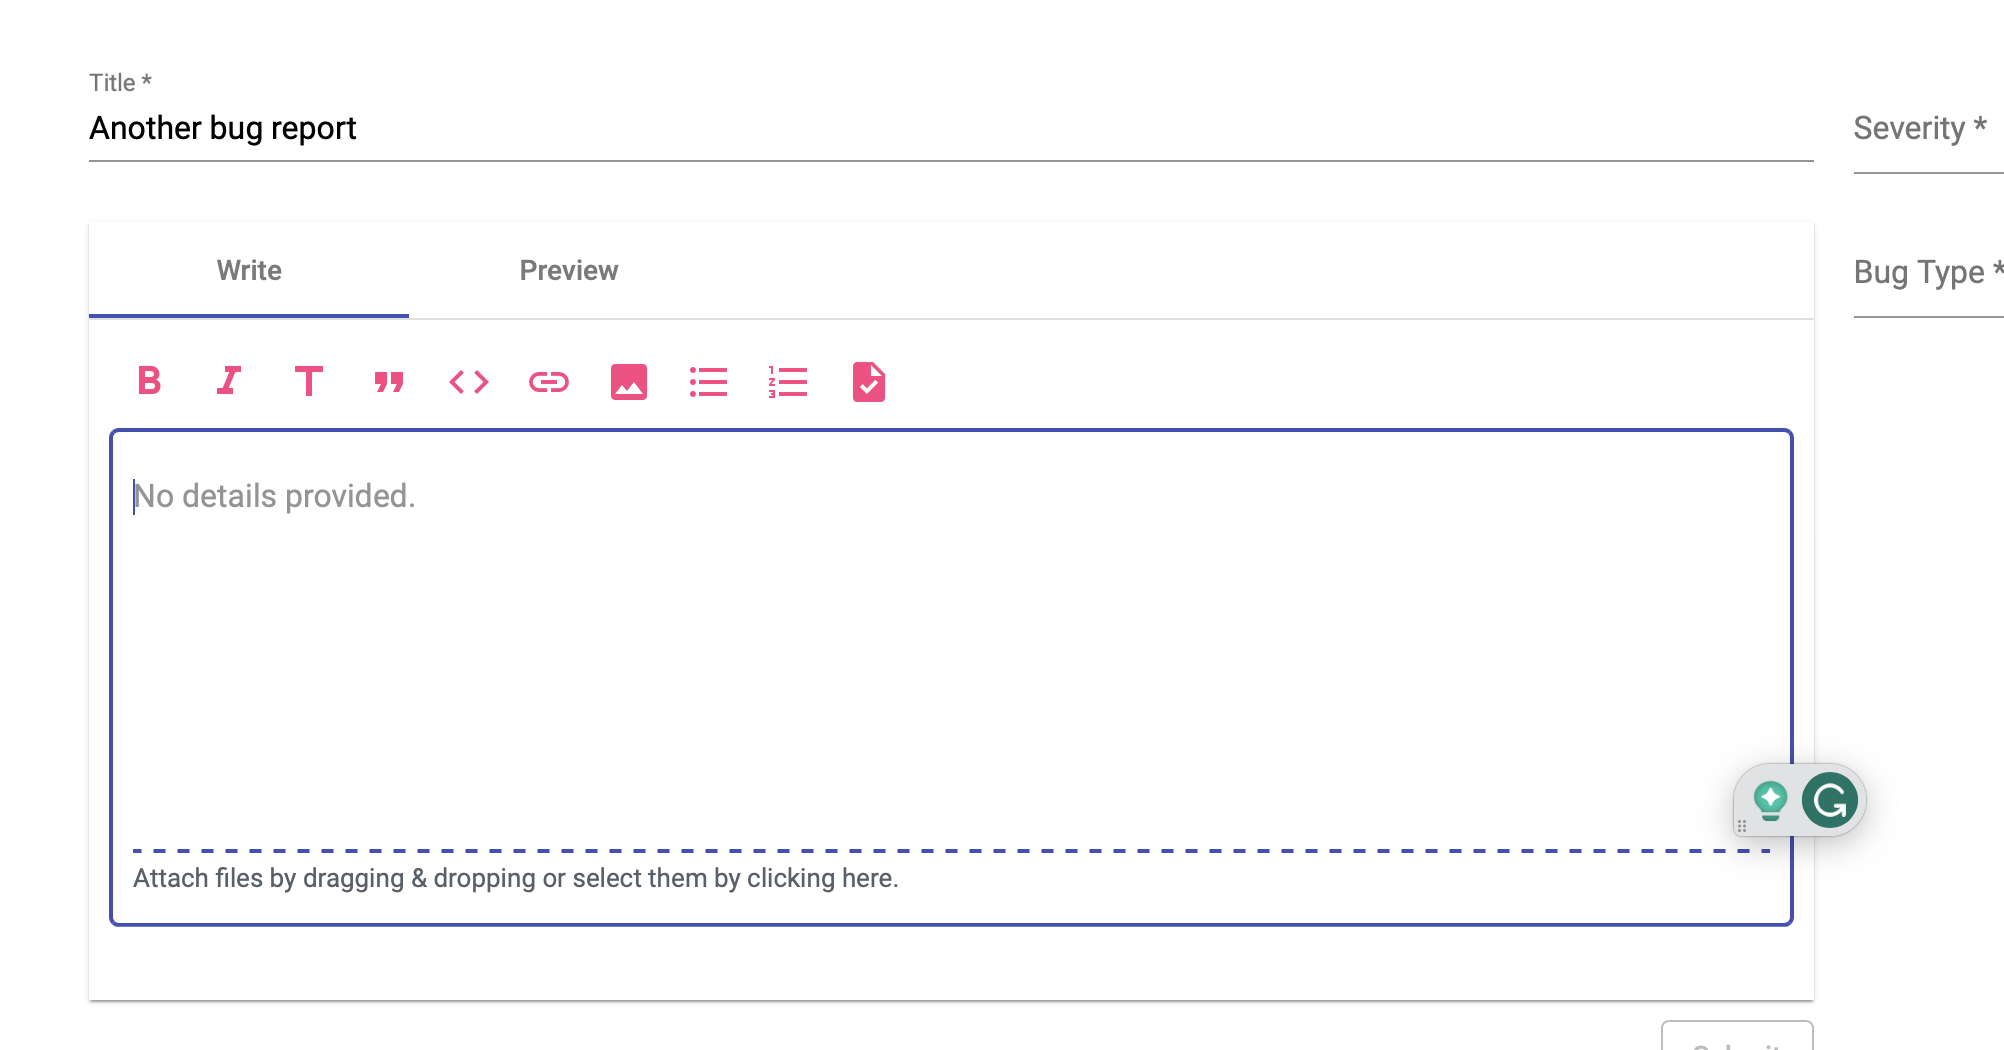 Title *
Another bug report
Severity *
Write
Preview
Bug Type *
No details provided.
Attach files by dragging & dropping or select them by clicking here.